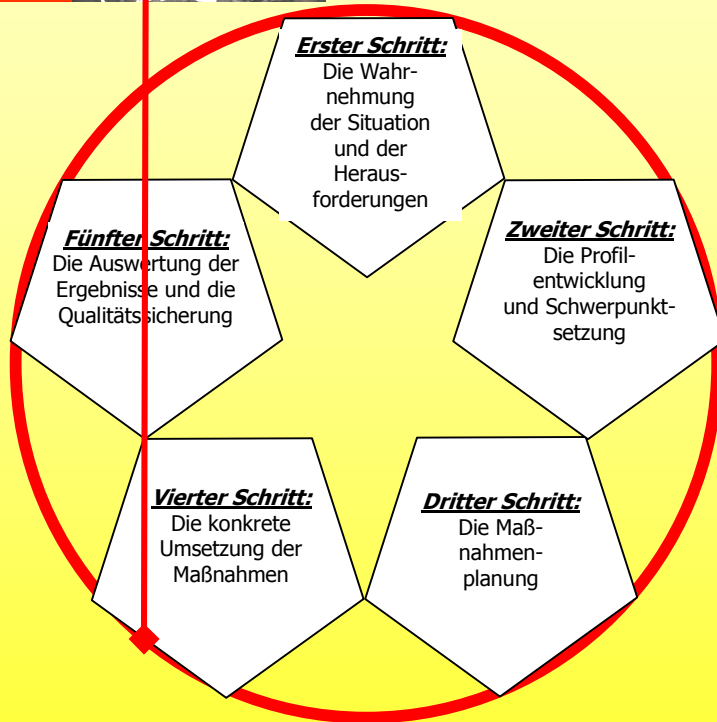 Erster Schritt:
Die Wahr-
nehmung
der Situation
und der
Heraus-
forderungen
Zweiter Schritt:
Die Profil-
entwicklung
und Schwerpunkt-
setzung
Dritter Schritt:
Die Maß-
nahmen-
planung
Vierter Schritt:
Die konkrete
Umsetzung der
Maßnahmen
Fünfter Schritt:
Die Auswertung der
Ergebnisse und die
Qualitätssicherung